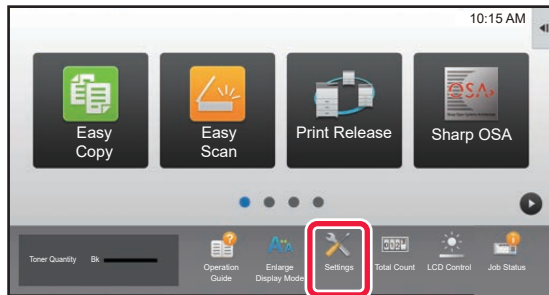 10:15 AM
Easy
Copy
Easy
Scan
Print Release
OSA
Sharp OSA
Toner Quantity
Bk
Operation
Guide
Enlarge
Display Mode
Settings
Total Count
LCD Control
Job Status